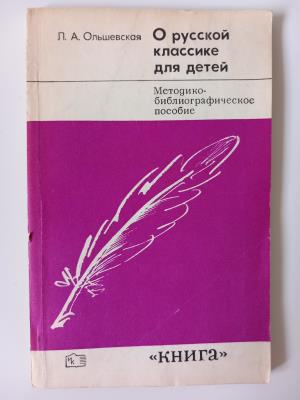 Л. А. Ольшевская
О русской
классике
для детей
Методико-
библиографическое
пособие
«КНИГА»